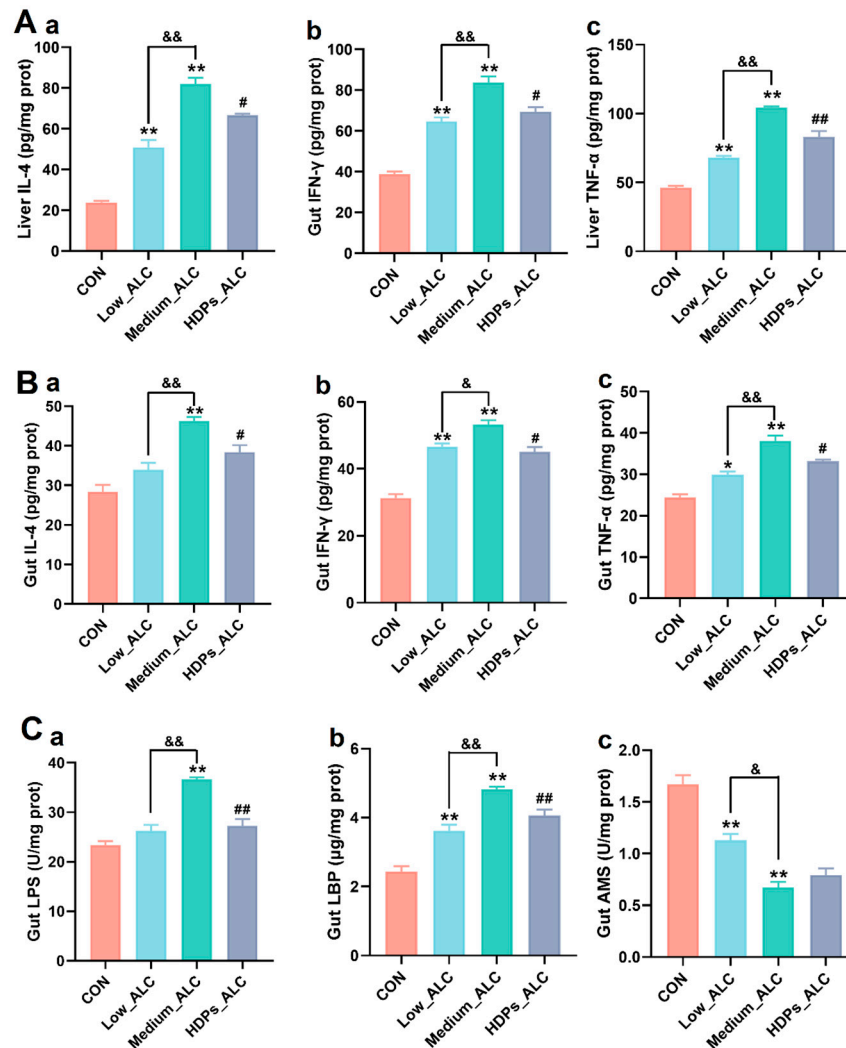 A a b c
Liver IL-4 (pg/mg prot)
100
80
60
40
20
0
**
&&
**
#
CON
Low_ALC
Medium_ALC
HDPs_ALC
Gut IFN-γ (pg/mg prot)
100
80
60
40
20
0
**
&&
**
#
CON
Low_ALC
Medium_ALC
HDPs_ALC
Liver TNF-α (pg/mg prot)
150
100
50
0
**
&&
**
##
CON
Low_ALC
Medium_ALC
HDPs_ALC
B a b c
Gut IL-4 (pg/mg prot)
50
40
30
20
10
0
&&
**
#
CON
Low_ALC
Medium_ALC
HDPs_ALC
Gut IFN-γ (pg/mg prot)
60
40
20
0
**
&
**
#
CON
Low_ALC
Medium_ALC
HDPs_ALC
Gut TNF-α (pg/mg prot)
50
40
30
20
10
0
*
&&
**
#
CON
Low_ALC
Medium_ALC
HDPs_ALC
C a b c
Gut LPS (U/mg prot)
40
30
20
10
0
&&
**
##
CON
Low_ALC
Medium_ALC
HDPs_ALC
Gut LBP (μg/mg prot)
6
4
2
0
**
&&
**
##
CON
Low_ALC
Medium_ALC
HDPs_ALC
Gut AMS (U/mg prot)
2.0
1.5
1.0
0.5
0.0
**
&
**
CON
Low_ALC
Medium_ALC
HDPs_ALC